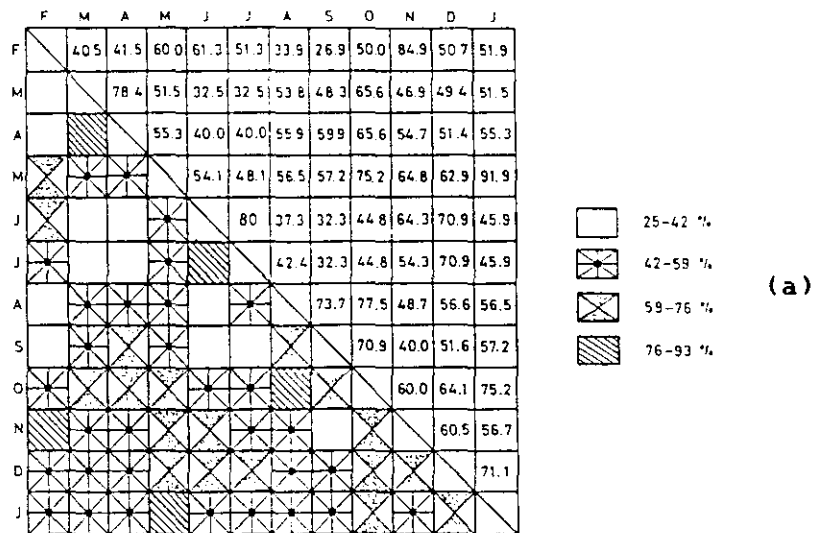 F M A M J J A S O N D J
F 40.5 41.5 60.0 61.3 51.3 33.9 26.9 50.0 84.9 50.7 51.9
M 78.4 51.5 32.5 32.5 53.8 48.3 65.6 46.9 49.4 51.5
A 55.3 40.0 40.0 55.9 59.9 65.6 54.7 51.4 55.3
M 54.1 48.1 56.5 57.2 75.2 64.8 62.9 91.9
J 80 37.3 32.3 44.8 64.3 70.9 45.9
J 42.4 32.3 44.8 54.3 70.9 45.9
A 73.7 77.5 48.7 56.6 56.5
S 70.9 40.0 51.6 57.2
O 60.0 64.1 75.2
N 60.5 56.7
D 71.1
J
25-42 %
42-59 %
59-76 %
76-93 %
(a)